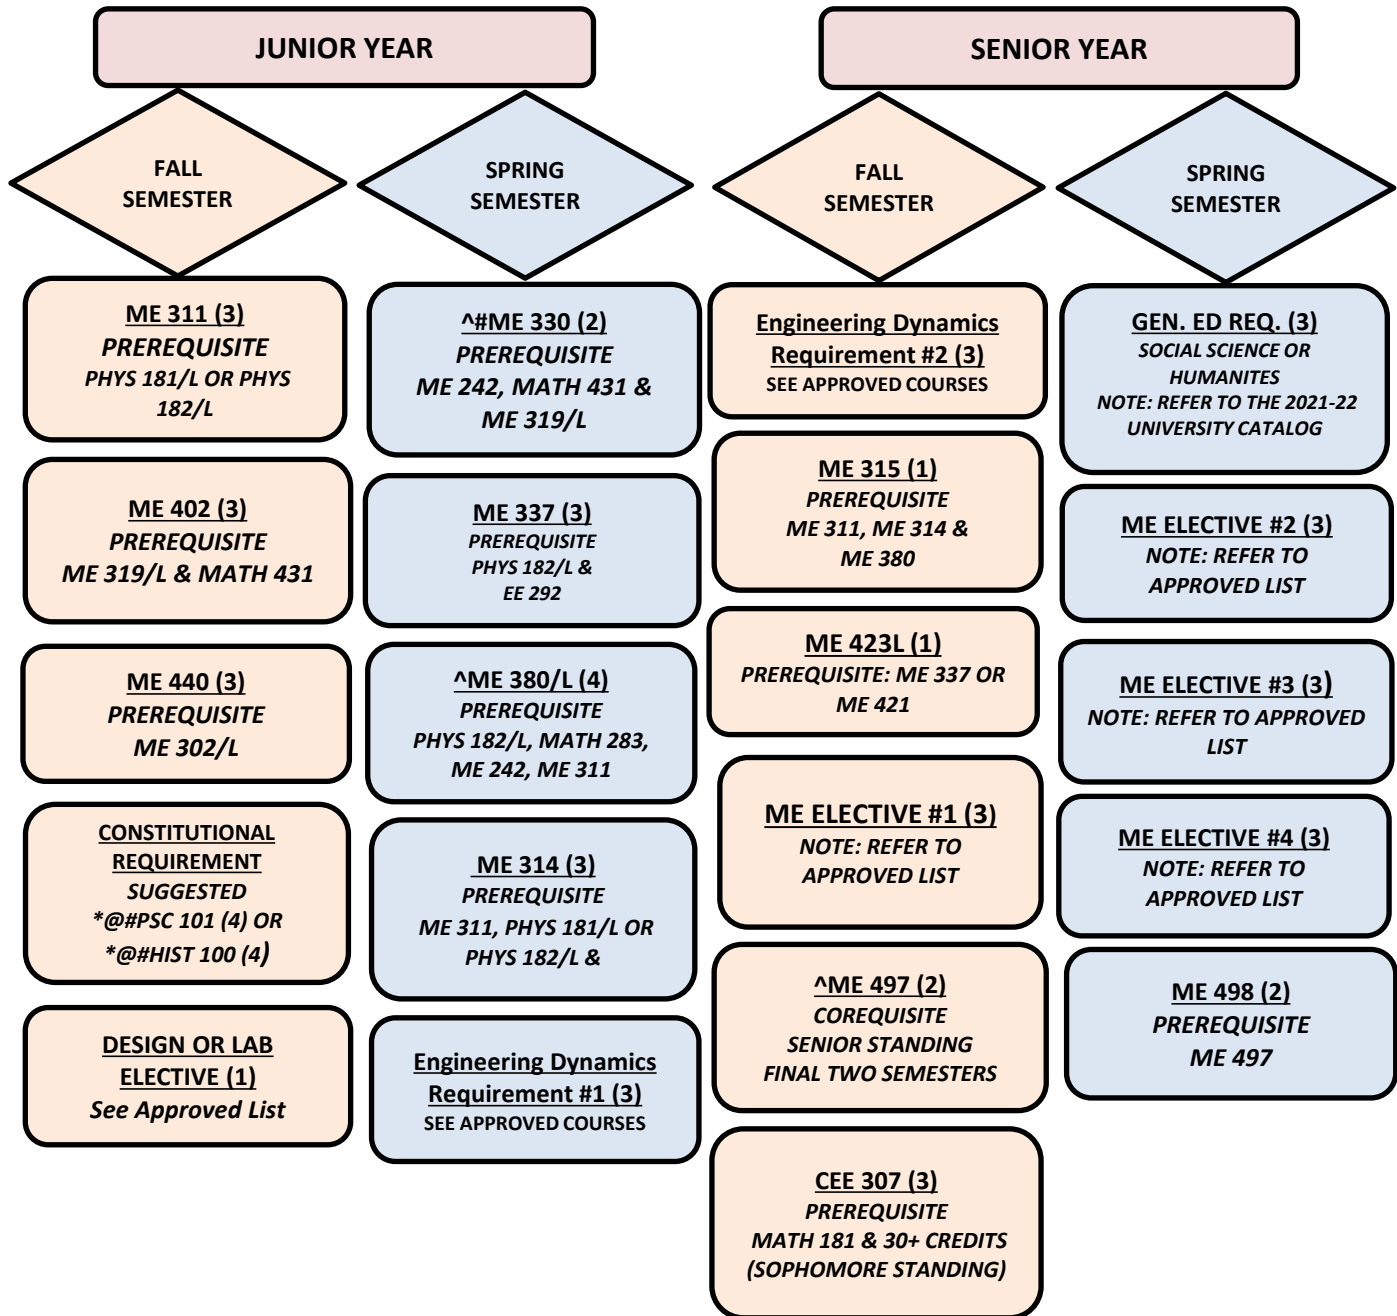 JUNIOR YEAR
FALL
SEMESTER
ME 311 (3)
PREREQUISITE
PHYS 181/L OR PHYS
182/L
ME 402 (3)
PREREQUISITE
ME 319/L & MATH 431
ME 440 (3)
PREREQUISITE
ME 302/L
CONSTITUTIONAL
REQUIREMENT
SUGGESTED
*@#PSC 101 (4) OR
*@#HIST 100 (4)
DESIGN OR LAB
ELECTIVE (1)
See Approved List
SPRING
SEMESTER
^#ME 330 (2)
PREREQUISITE
ME 242, MATH 431 &
ME 319/L
ME 337 (3)
PREREQUISITE
PHYS 182/L &
EE 292
^ME 380/L (4)
PREREQUISITE
PHYS 182/L, MATH 283,
ME 242, ME 311
ME 314 (3)
PREREQUISITE
ME 311, PHYS 181/L OR
PHYS 182/L &
Engineering Dynamics
Requirement #1 (3)
SEE APPROVED COURSES
SENIOR YEAR
FALL
SEMESTER
Engineering Dynamics
Requirement #2 (3)
SEE APPROVED COURSES
ME 315 (1)
PREREQUISITE
ME 311, ME 314 &
ME 380
ME 423L (1)
PREREQUISITE: ME 337 OR
ME 421
ME ELECTIVE #1 (3)
NOTE: REFER TO
APPROVED LIST
^ME 497 (2)
COREQUISITE
SENIOR STANDING
FINAL TWO SEMESTERS
CEE 307 (3)
PREREQUISITE
MATH 181 & 30+ CREDITS
(SOPHOMORE STANDING)
SPRING
SEMESTER
GEN. ED REQ. (3)
SOCIAL SCIENCE OR
HUMANITES
NOTE: REFER TO THE 2021-22
UNIVERSITY CATALOG
ME ELECTIVE #2 (3)
NOTE: REFER TO
APPROVED LIST
ME ELECTIVE #3 (3)
NOTE: REFER TO APPROVED
LIST
ME ELECTIVE #4 (3)
NOTE: REFER TO
APPROVED LIST
ME 498 (2)
PREREQUISITE
ME 497